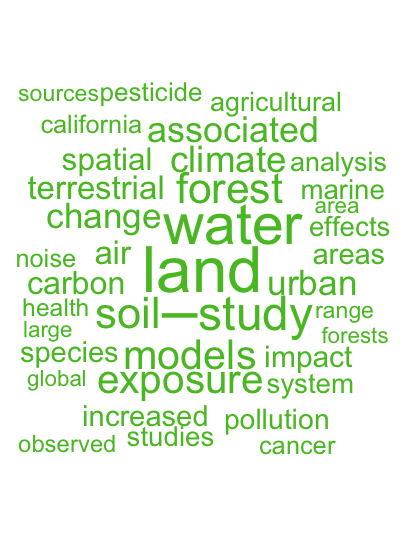 sources pesticide agricultural
california associated
spatial climate analysis
terrestrial forest marine
area
change water effects
noise air land areas
carbon urban
health soil — study range
large forests
species models impact
global exposure system
increased pollution
observed studies cancer